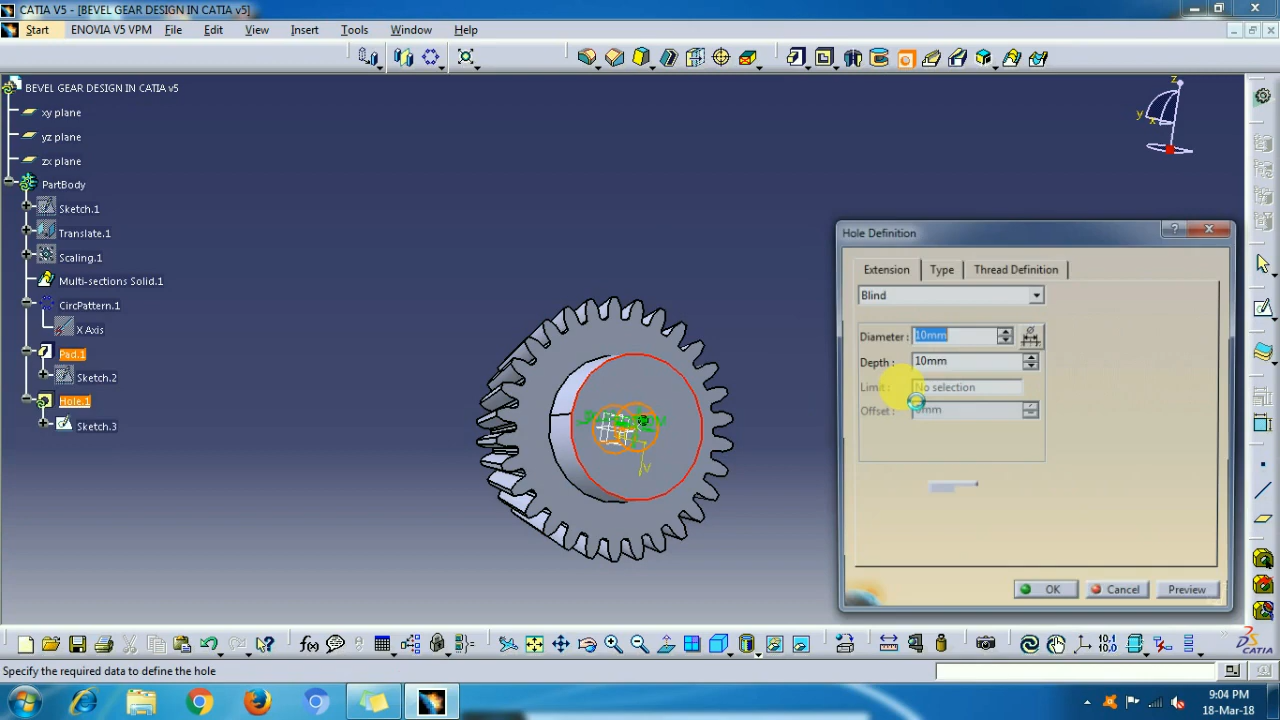 CATIA V5 - [BEVEL GEAR DESIGN IN CATIA v5]
Start ENOVIA V5 VPM File Edit View Insert Tools Window Help
BEVEL GEAR DESIGN IN CATIA v5
xy plane
yz plane
zx plane
PartBody
Sketch.1
Translate.1
Scaling.1
Multi-sections Solid.1
CircPattern.1
X Axis
Pad.1
Sketch.2
Hole.1
Sketch.3
z
y
x
V
V
Hole Definition
Extension Type Thread Definition
Blind
Diameter : 10mm
Depth : 10mm
Limit : No selection
Offset : 0mm
OK Cancel Preview
f(x)
10.1
CATIA
Specify the required data to define the hole
9:04 PM
18-Mar-18